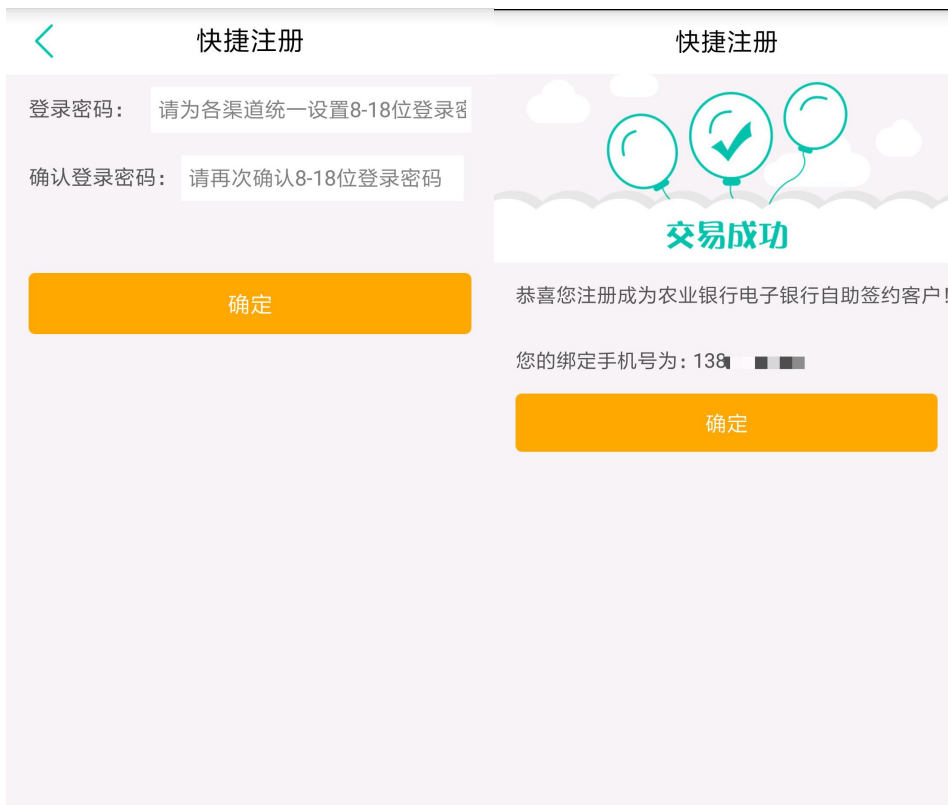 快捷注册
登录密码：
请为各渠道统一设置8-18位登录密
确认登录密码：
请再次确认8-18位登录密码
确定
快捷注册
交易成功
恭喜您注册成为农业银行电子银行自助签约客户！
您的绑定手机号为：138
确定